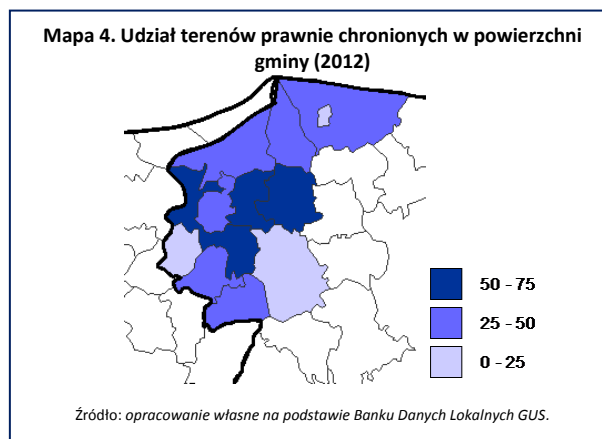 Mapa 4. Udział terenów prawnie chronionych w powierzchni
gminy (2012)
50 - 75
25 - 50
0 - 25
Źródło: opracowanie własne na podstawie Banku Danych Lokalnych GUS.